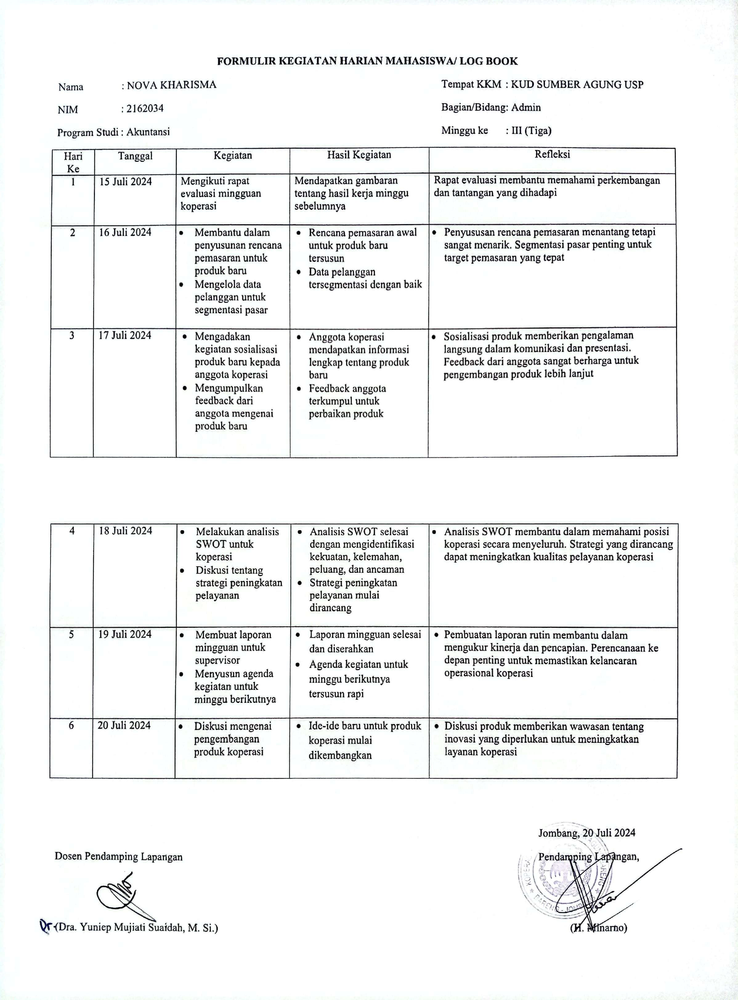 FORMULIR KEGIATAN HARIAN MAHASISWA/ LOG BOOK
Nama : NOVA KHARISMA
Tempat KKM : KUD SUMBER AGUNG USP
NIM : 2162034
Bagian/Bidang: Admin
Program Studi : Akuntansi
Minggu ke : III (Tiga)
Hari
Ke
Tanggal
Kegiatan
Hasil Kegiatan
Refleksi
1
15 Juli 2024
Mengikuti rapat
evaluasi mingguan
koperasi
Mendapatkan gambaran
tentang hasil kerja minggu
sebelumnya
Rapat evaluasi membantu memahami perkembangan
dan tantangan yang dihadapi
2
16 Juli 2024
• Membantu dalam
penyusunan rencana
pemasaran untuk
produk baru
• Mengelola data
pelanggan untuk
segmentasi pasar
• Rencana pemasaran awal
untuk produk baru
tersusun
• Data pelanggan
tersegmentasi dengan baik
• Penyususan rencana pemasaran menantang tetapi
sangat menarik. Segmentasi pasar penting untuk
target pemasaran yang tepat
3
17 Juli 2024
• Mengadakan
kegiatan sosialisasi
produk baru kepada
anggota koperasi
• Mengumpulkan
feedback dari
anggota mengenai
produk baru
• Anggota koperasi
mendapatkan informasi
lengkap tentang produk
baru
• Feedback anggota
terkumpul untuk
perbaikan produk
• Sosialisasi produk memberikan pengalaman
langsung dalam komunikasi dan presentasi.
Feedback dari anggota sangat berharga untuk
pengembangan produk lebih lanjut
4
18 Juli 2024
• Melakukan analisis
SWOT untuk
koperasi
• Diskusi tentang
strategi peningkatan
pelayanan
• Analisis SWOT selesai
dengan mengidentifikasi
kekuatan, kelemahan,
peluang, dan ancaman
• Strategi peningkatan
pelayanan mulai
dirancang
• Analisis SWOT membantu dalam memahami posisi
koperasi secara menyeluruh. Strategi yang dirancang
dapat meningkatkan kualitas pelayanan koperasi
5
19 Juli 2024
• Membuat laporan
mingguan untuk
supervisor
• Menyusun agenda
kegiatan untuk
minggu berikutnya
• Laporan mingguan selesai
dan diserahkan
• Agenda kegiatan untuk
minggu berikutnya
tersusun rapi
• Pembuatan laporan rutin membantu dalam
mengukur kinerja dan pencapian. Perencanaan ke
depan penting untuk memastikan kelancaran
operasional koperasi
6
20 Juli 2024
• Diskusi mengenai
pengembangan
produk koperasi
• Ide-ide baru untuk produk
koperasi mulai
dikembangkan
• Diskusi produk memberikan wawasan tentang
inovasi yang diperlukan untuk meningkatkan
layanan koperasi
Jombang, 20 Juli 2024
Dosen Pendamping Lapangan
Pendamping Lapangan,
BARENG - JOMBANG
Dr (Dra. Yuniep Mujiati Suaidah, M. Si.)
(H. Minarno)